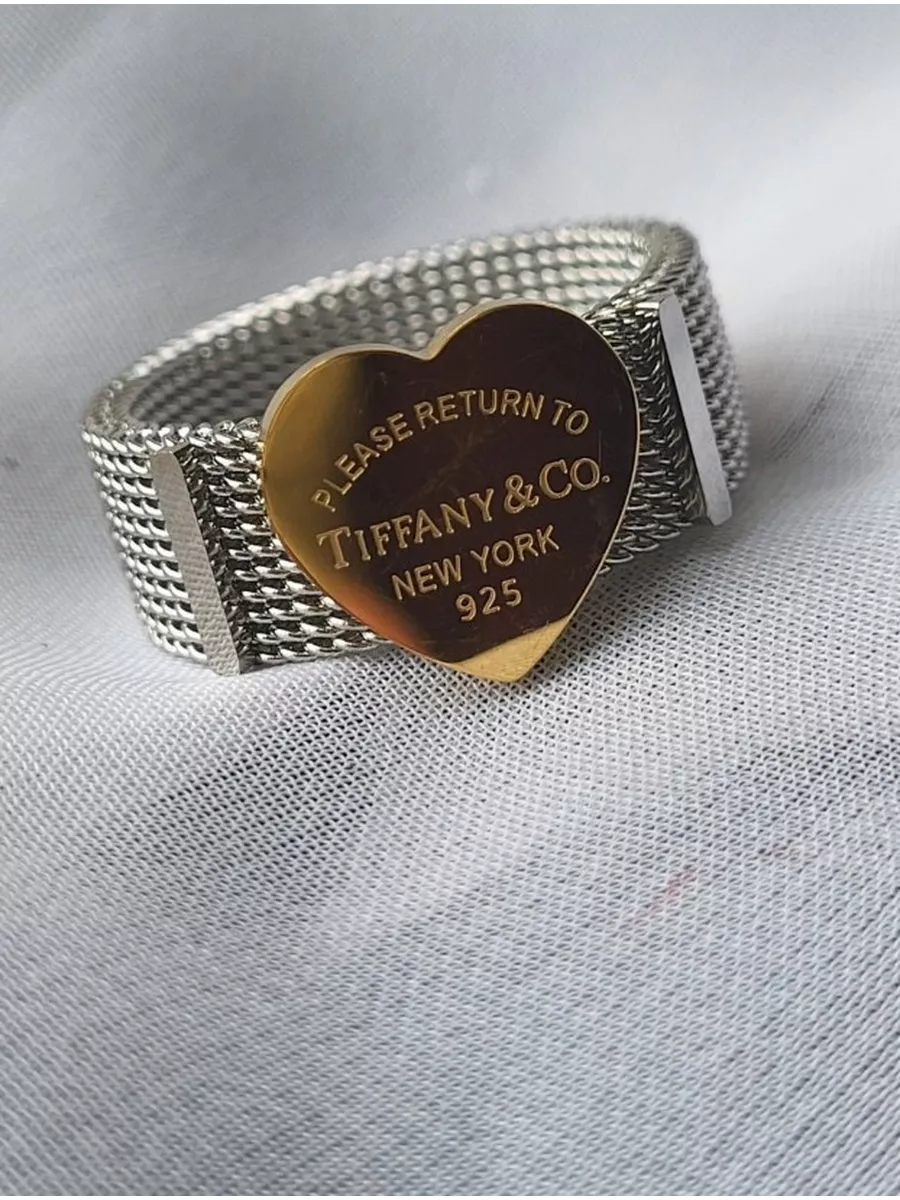 PLEASE RETURN TO
TIFFANY & CO.
NEW YORK
925